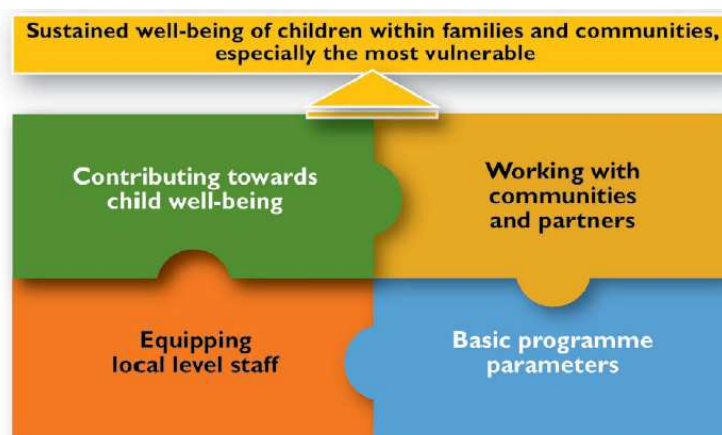 Sustained well-being of children within families and communities,
especially the most vulnerable
Contributing towards
child well-being
Working with
communities
and partners
Equipping
local level staff
Basic programme
parameters